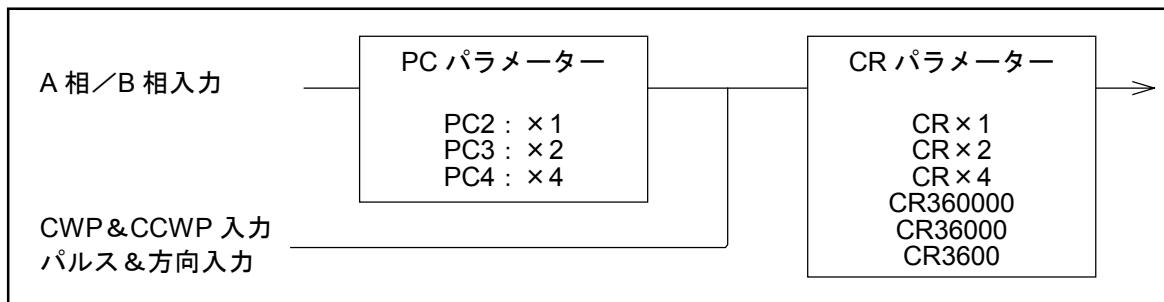 A 相／B 相入力
PC パラメーター
PC2： ×1
PC3： ×2
PC4： ×4
CWP＆CCWP 入力
パルス＆方向入力
CR パラメーター
CR×1
CR×2
CR×4
CR360000
CR36000
CR3600